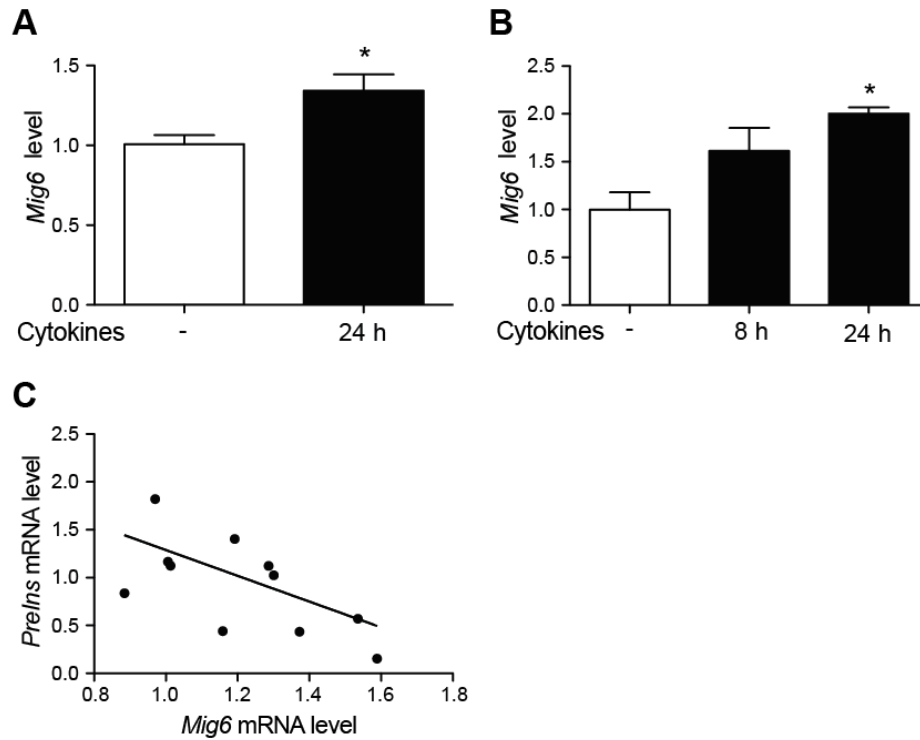 A
*
1.5
1.0
0.5
0.0
Mig6 level
Cytokines - 24 h
B
*
2.5
2.0
1.5
1.0
0.5
0.0
Mig6 level
Cytokines - 8 h 24 h
C
2.5
2.0
1.5
1.0
0.5
0.0
PreIns mRNA level
0.8 1.0 1.2 1.4 1.6 1.8
Mig6 mRNA level